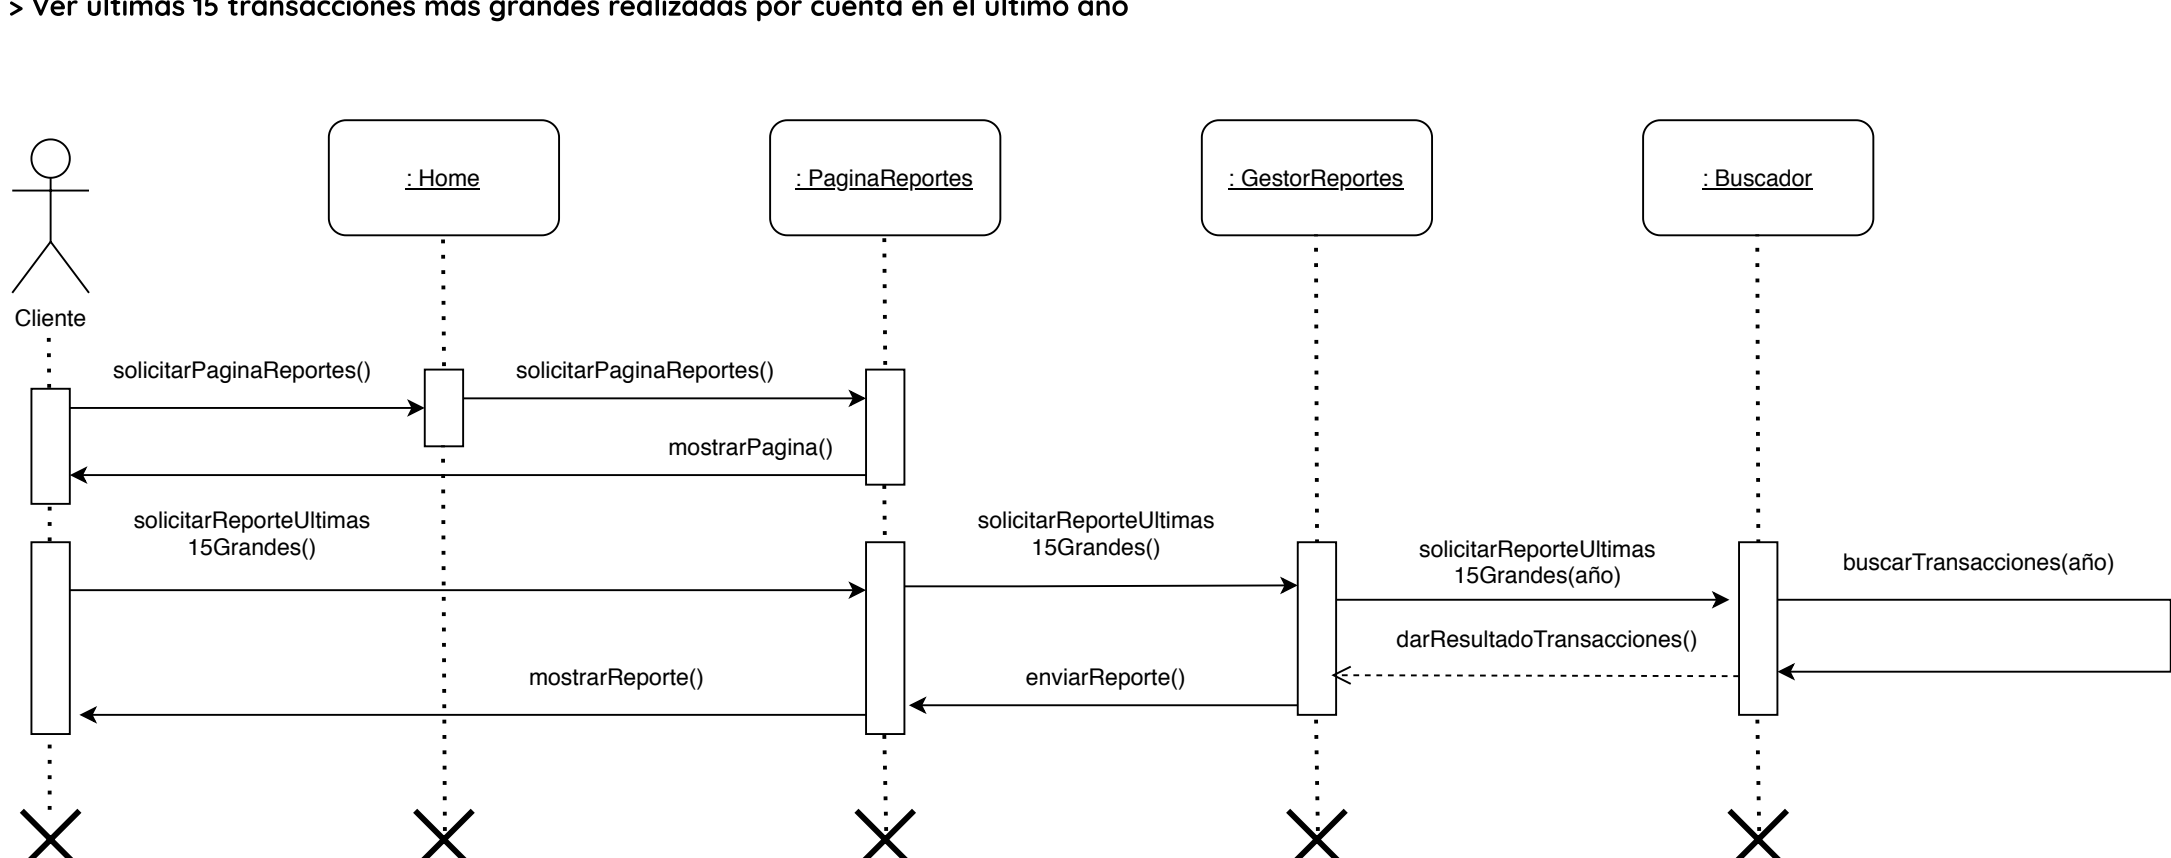 > Ver últimas 15 transacciones más grandes realizadas por cuenta en el último año
: Home
: PaginaReportes
: GestorReportes
: Buscador
Cliente
solicitarPaginaReportes()
solicitarPaginaReportes()
mostrarPagina()
solicitarReporteUltimas
15Grandes()
solicitarReporteUltimas
15Grandes()
solicitarReporteUltimas
15Grandes(año)
buscarTransacciones(año)
darResultadoTransacciones()
mostrarReporte()
enviarReporte()